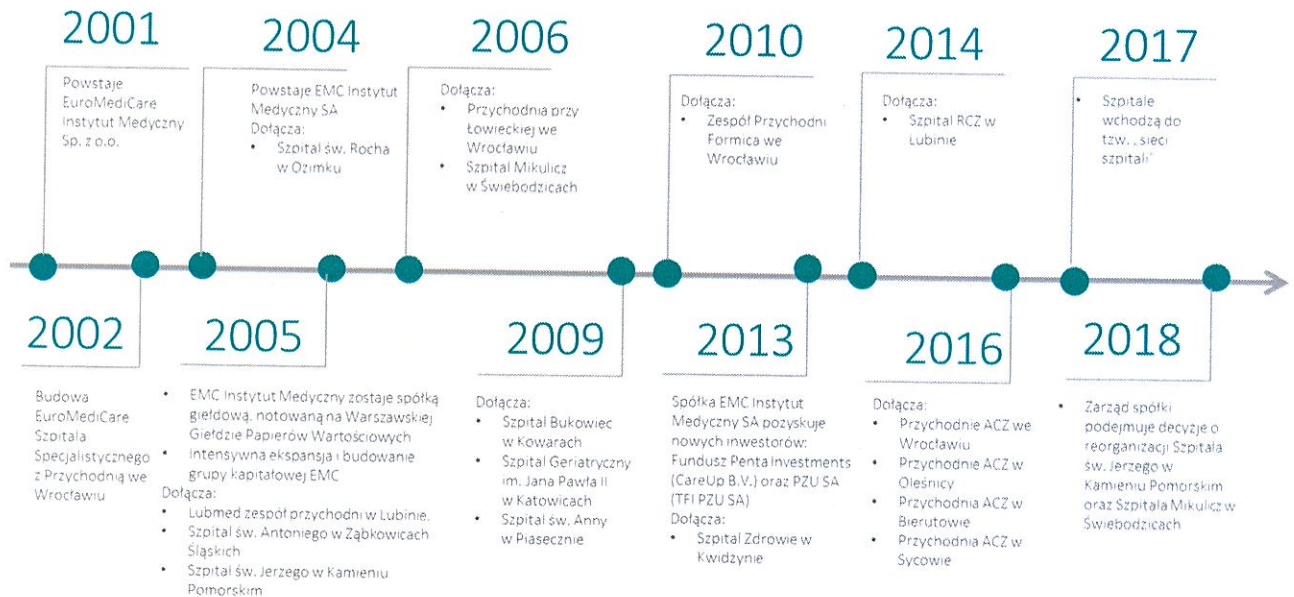 2001
Powstaje
EuroMediCare
Instytut Medyczny
Sp. z o.o.
2004
Powstaje EMC Instytut
Medyczny SA
Dołącza:
• Szpital św. Rocha
w Ozimku
2006
Dołącza:
• Przychodnia przy
Łowieckiej we
Wrocławiu
• Szpital Mikulicz
w Świebodzicach
2010
Dołącza:
• Zespół Przychodni
Formica we
Wrocławiu
2014
Dołącza:
• Szpital RCZ w
Lubinie
2017
• Szpitale
wchodzą do
tzw. „sieci
szpitali"
2002
Budowa
EuroMediCare
Szpitala
Specjalistycznego
z Przychodnią we
Wrocławiu
2005
• EMC Instytut Medyczny zostaje spółką
giełdową, notowaną na Warszawskiej
Giełdzie Papierów Wartościowych
• Intensywna ekspansja i budowanie
grupy kapitałowej EMC
Dołącza:
• Lubmed zespół przychodni w Lubinie,
• Szpital św. Antoniego w Ząbkowicach
Śląskich
• Szpital św. Jerzego w Kamieniu
Pomorskim
2009
Dołącza:
• Szpital Bukowiec
w Kowarach
• Szpital Geriatryczny
im. Jana Pawła II
w Katowicach
• Szpital św. Anny
w Piasecznie
2013
Spółka EMC Instytut
Medyczny SA pozyskuje
nowych inwestorów:
Fundusz Penta Investments
(CareUp B.V.) oraz PZU SA
(TFI PZU SA)
Dołącza:
• Szpital Zdrowie w
Kwidzynie
2016
Dołącza:
• Przychodnie ACZ we
Wrocławiu
• Przychodnie ACZ w
Oleśnicy
• Przychodnia ACZ w
Bierutowie
• Przychodnia ACZ w
Sycowie
2018
• Zarząd spółki
podejmuje decyzje o
reorganizacji Szpitala
św. Jerzego w
Kamieniu Pomorskim
oraz Szpitala Mikulicz w
Świebodzicach